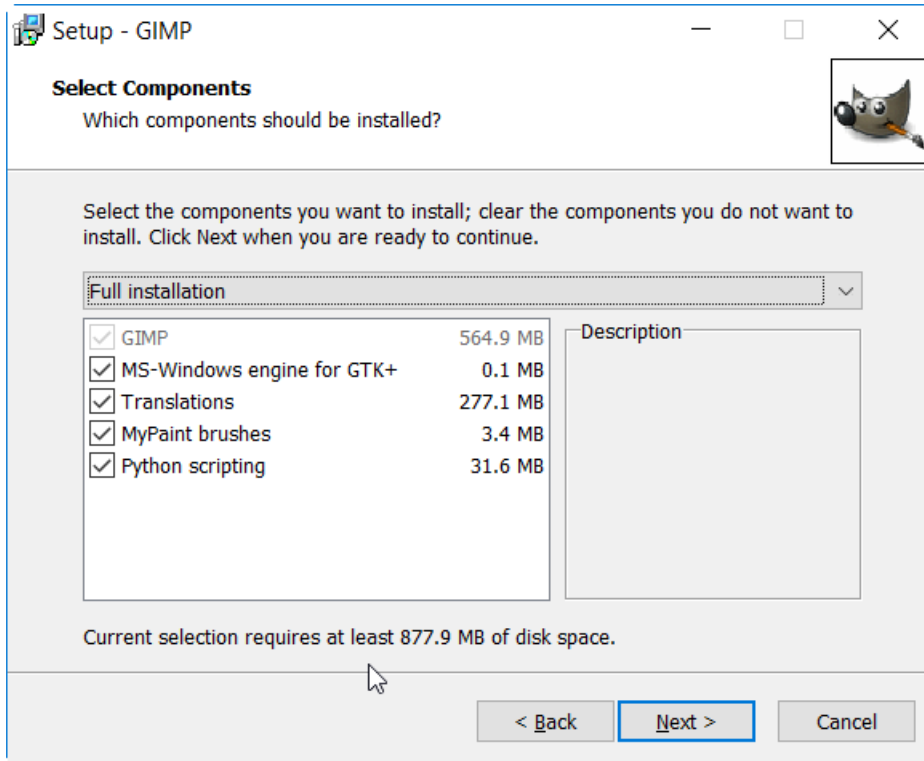 Setup - GIMP
Select Components
Which components should be installed?
Select the components you want to install; clear the components you do not want to
install. Click Next when you are ready to continue.
Full installation
GIMP 564.9 MB
MS-Windows engine for GTK+ 0.1 MB
Translations 277.1 MB
MyPaint brushes 3.4 MB
Python scripting 31.6 MB
Description
Current selection requires at least 877.9 MB of disk space.
< Back Next > Cancel